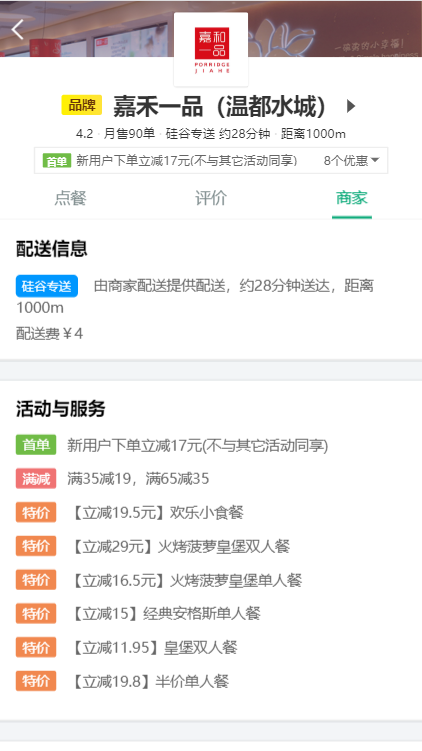 一碗粥的小幸福!
嘉和
一品
PORRIDGE
JIAHE
品牌 嘉禾一品（温都水城）
4.2 · 月售90单 · 硅谷专送 约28分钟 · 距离1000m
首单 新用户下单立减17元(不与其它活动同享) 8个优惠
点餐 评价 商家
配送信息
硅谷专送 由商家配送提供配送，约28分钟送达，距离
1000m
配送费￥4
活动与服务
首单 新用户下单立减17元(不与其它活动同享)
满减 满35减19，满65减35
特价 【立减19.5元】欢乐小食餐
特价 【立减29元】火烤菠萝皇堡双人餐
特价 【立减16.5元】火烤菠萝皇堡单人餐
特价 【立减15】经典安格斯单人餐
特价 【立减11.95】皇堡双人餐
特价 【立减19.8】半价单人餐